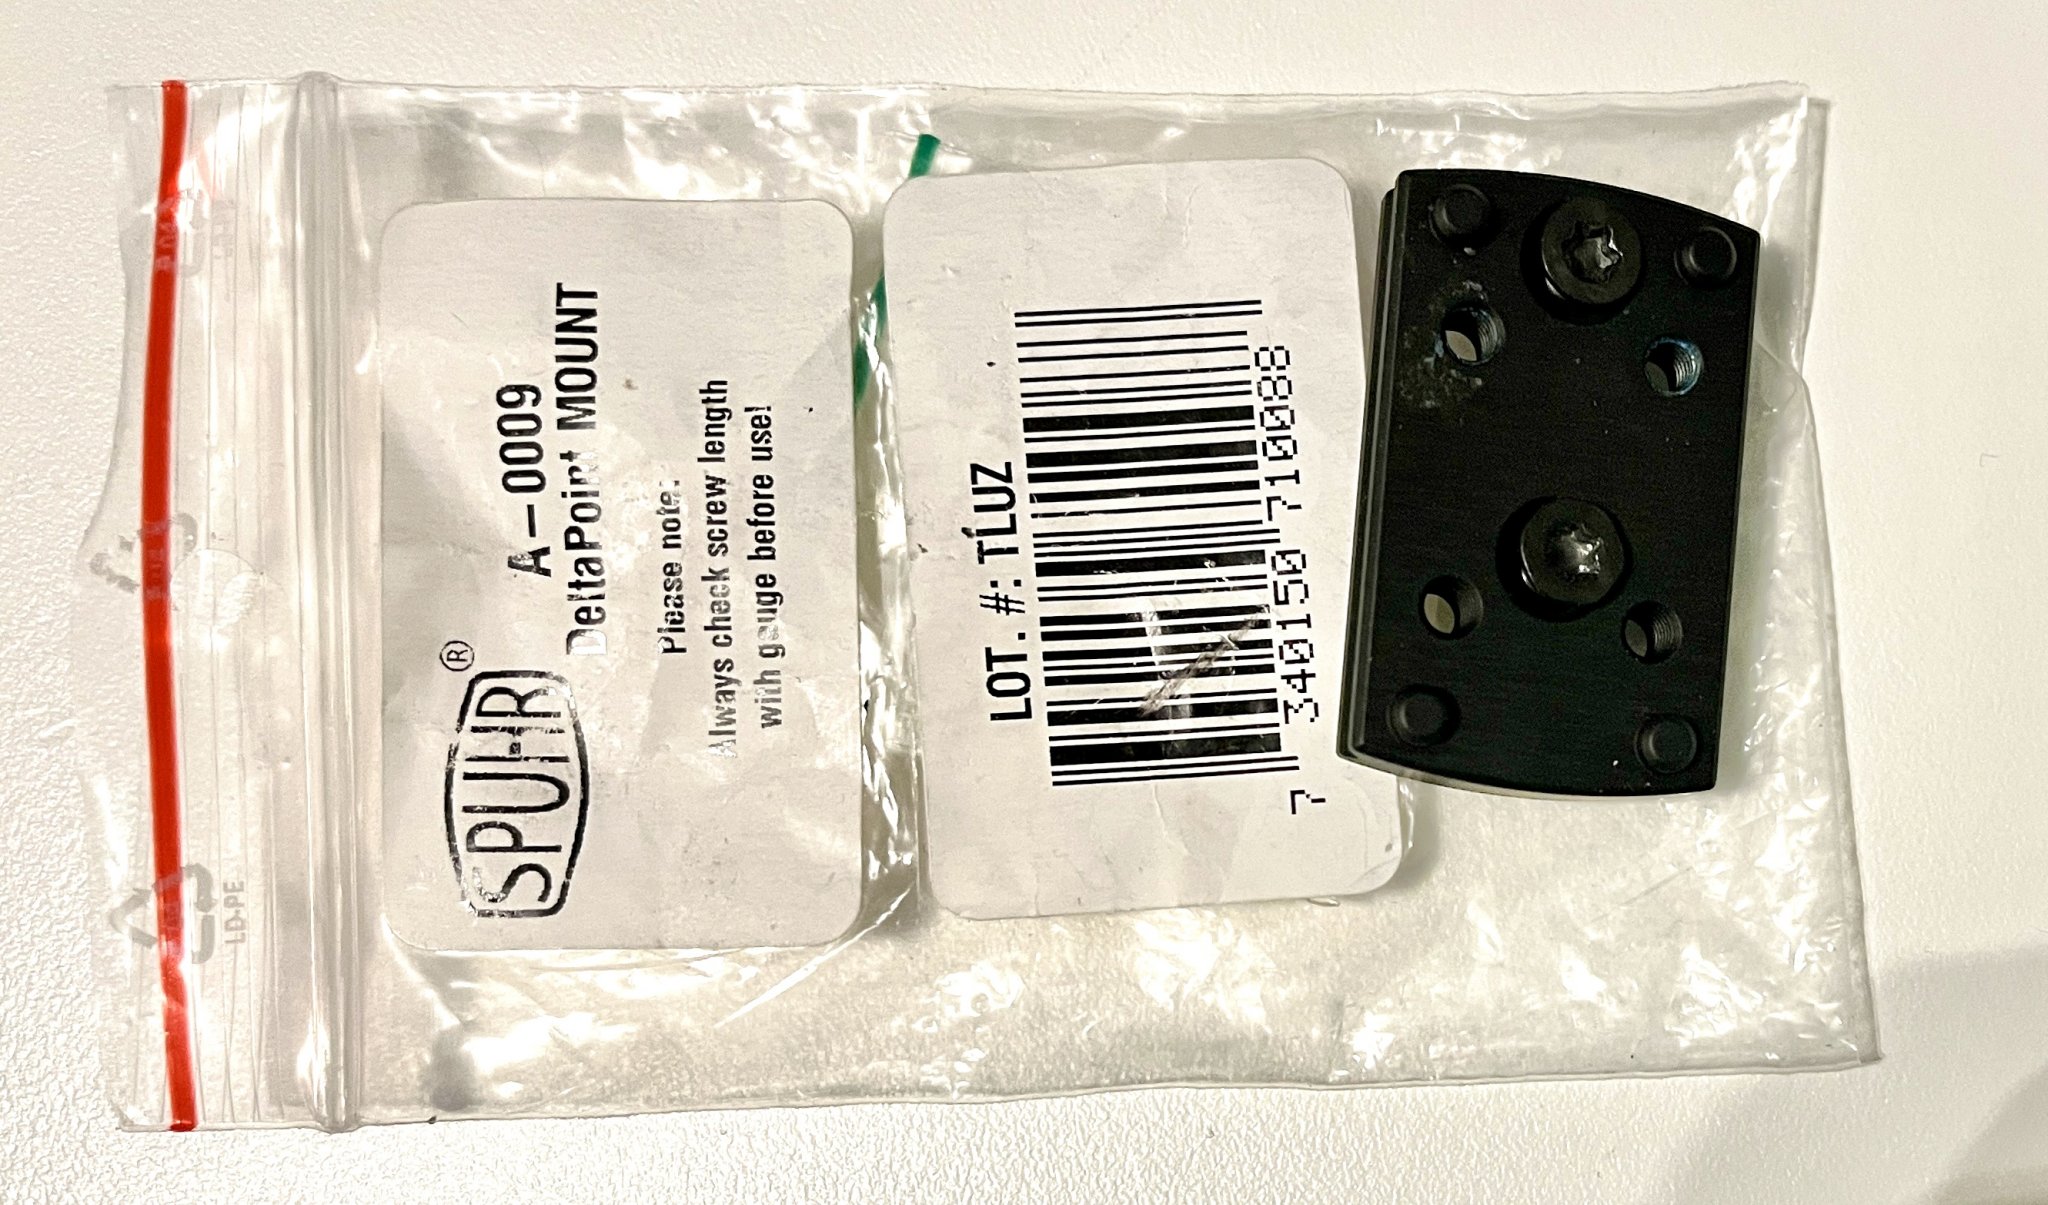 SPUHR®
A-0009
DeltaPoint MOUNT
Please note:
Always check screw length
with gauge before use!
LOT.#: TLUZ
7 340150 710088
LD-PE